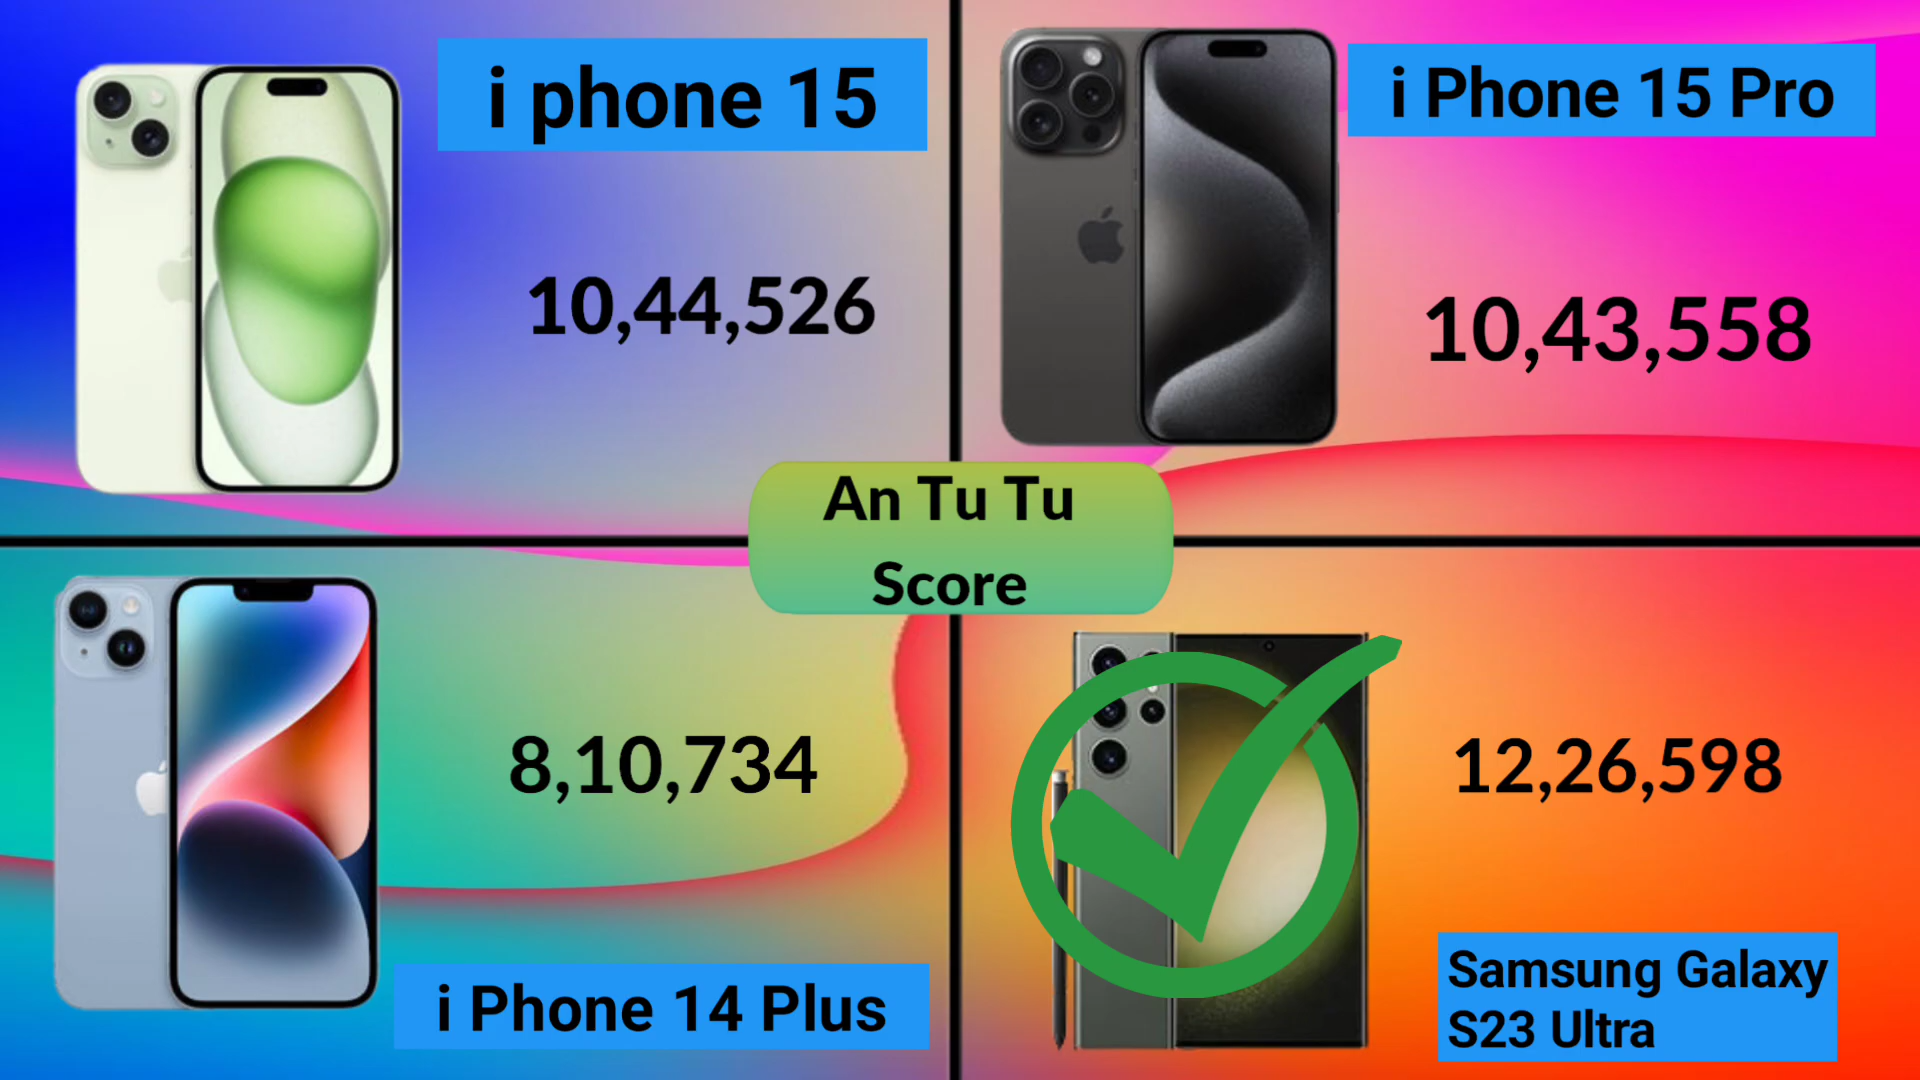 i phone 15
10,44,526
i Phone 15 Pro
10,43,558
An Tu Tu
Score
8,10,734
i Phone 14 Plus
12,26,598
Samsung Galaxy
S23 Ultra